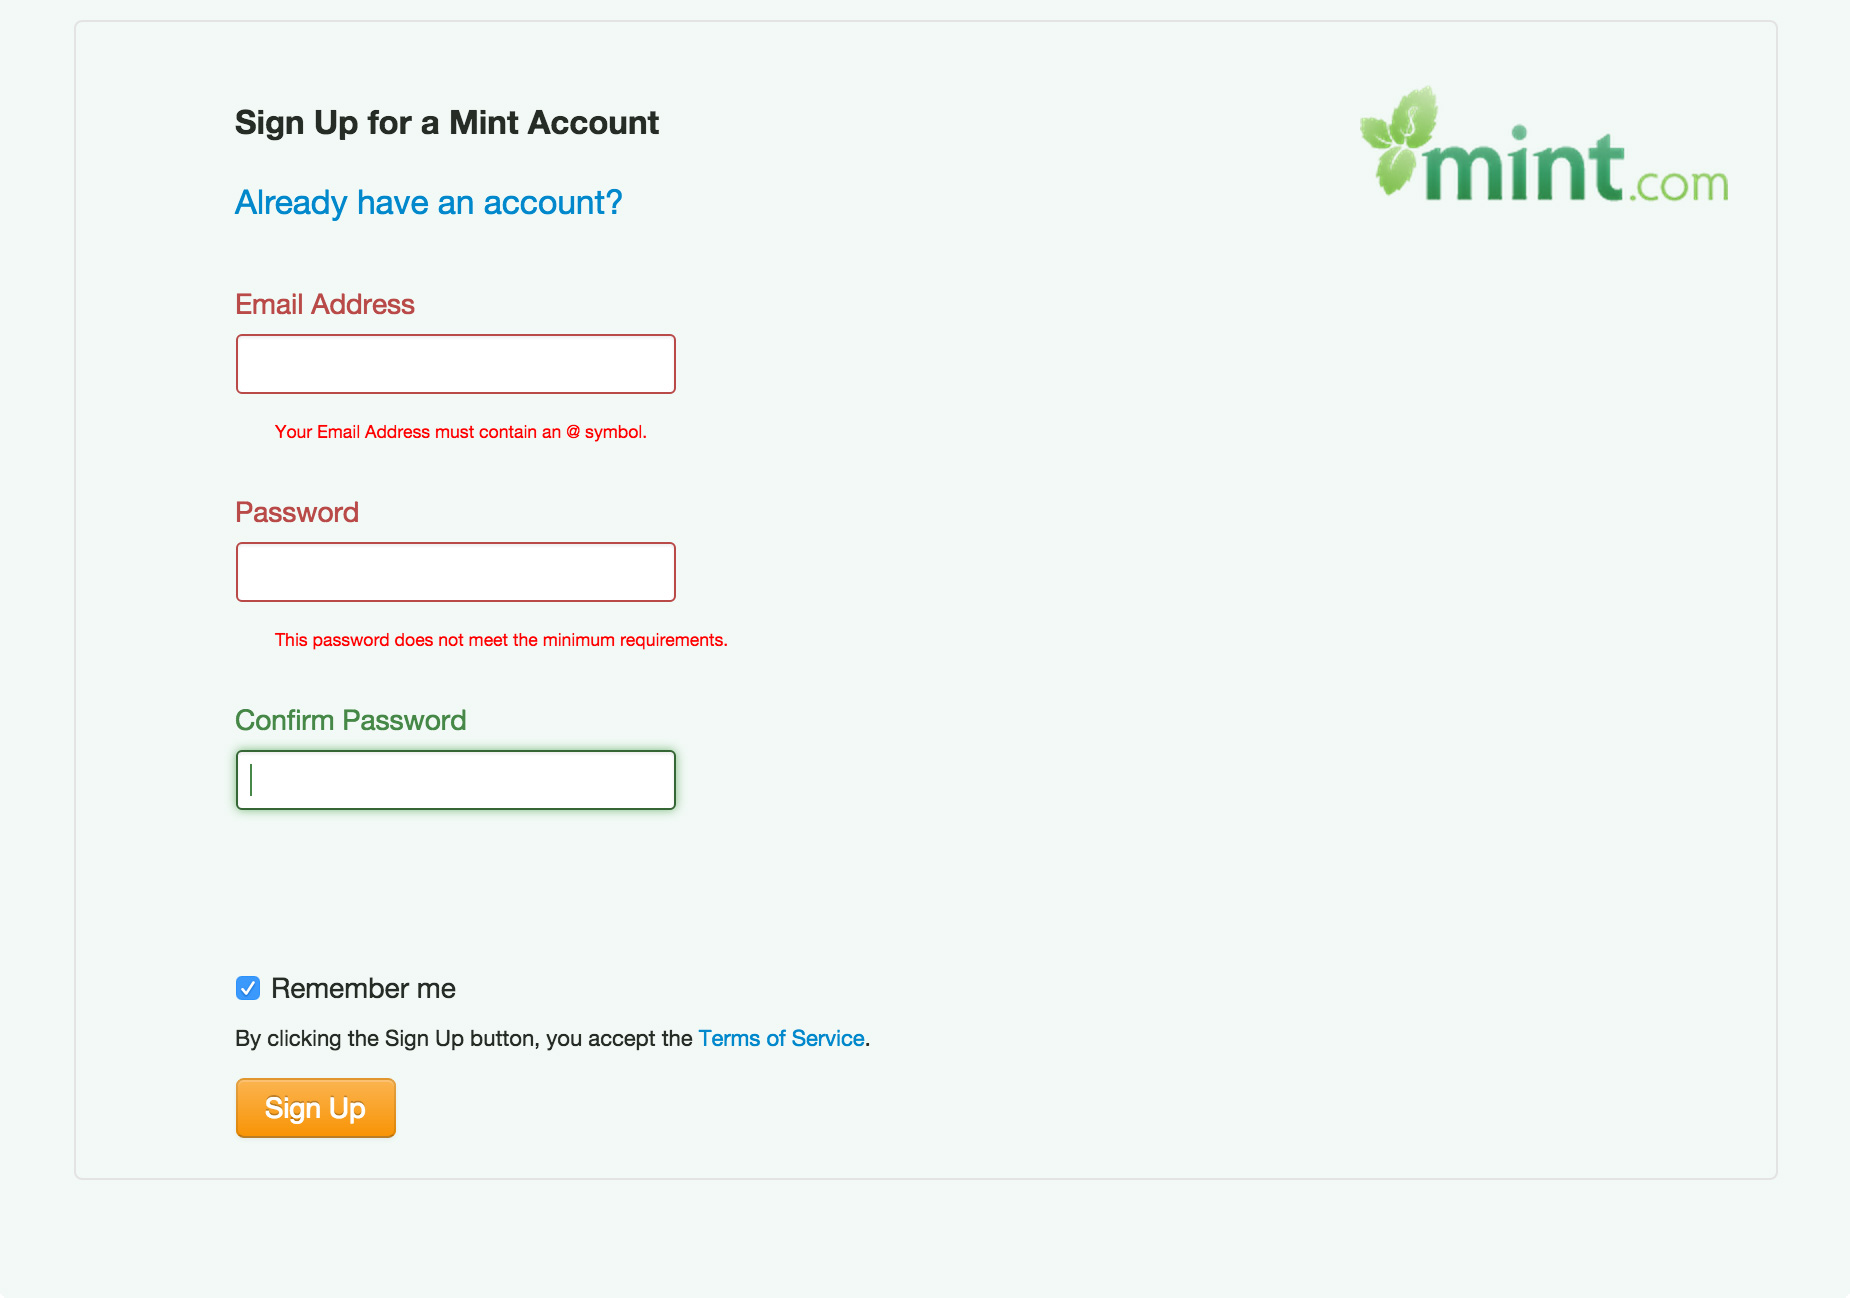 Sign Up for a Mint Account
mint.com
Already have an account?
Email Address
Your Email Address must contain an @ symbol.
Password
This password does not meet the minimum requirements.
Confirm Password
Remember me
By clicking the Sign Up button, you accept the Terms of Service.
Sign Up